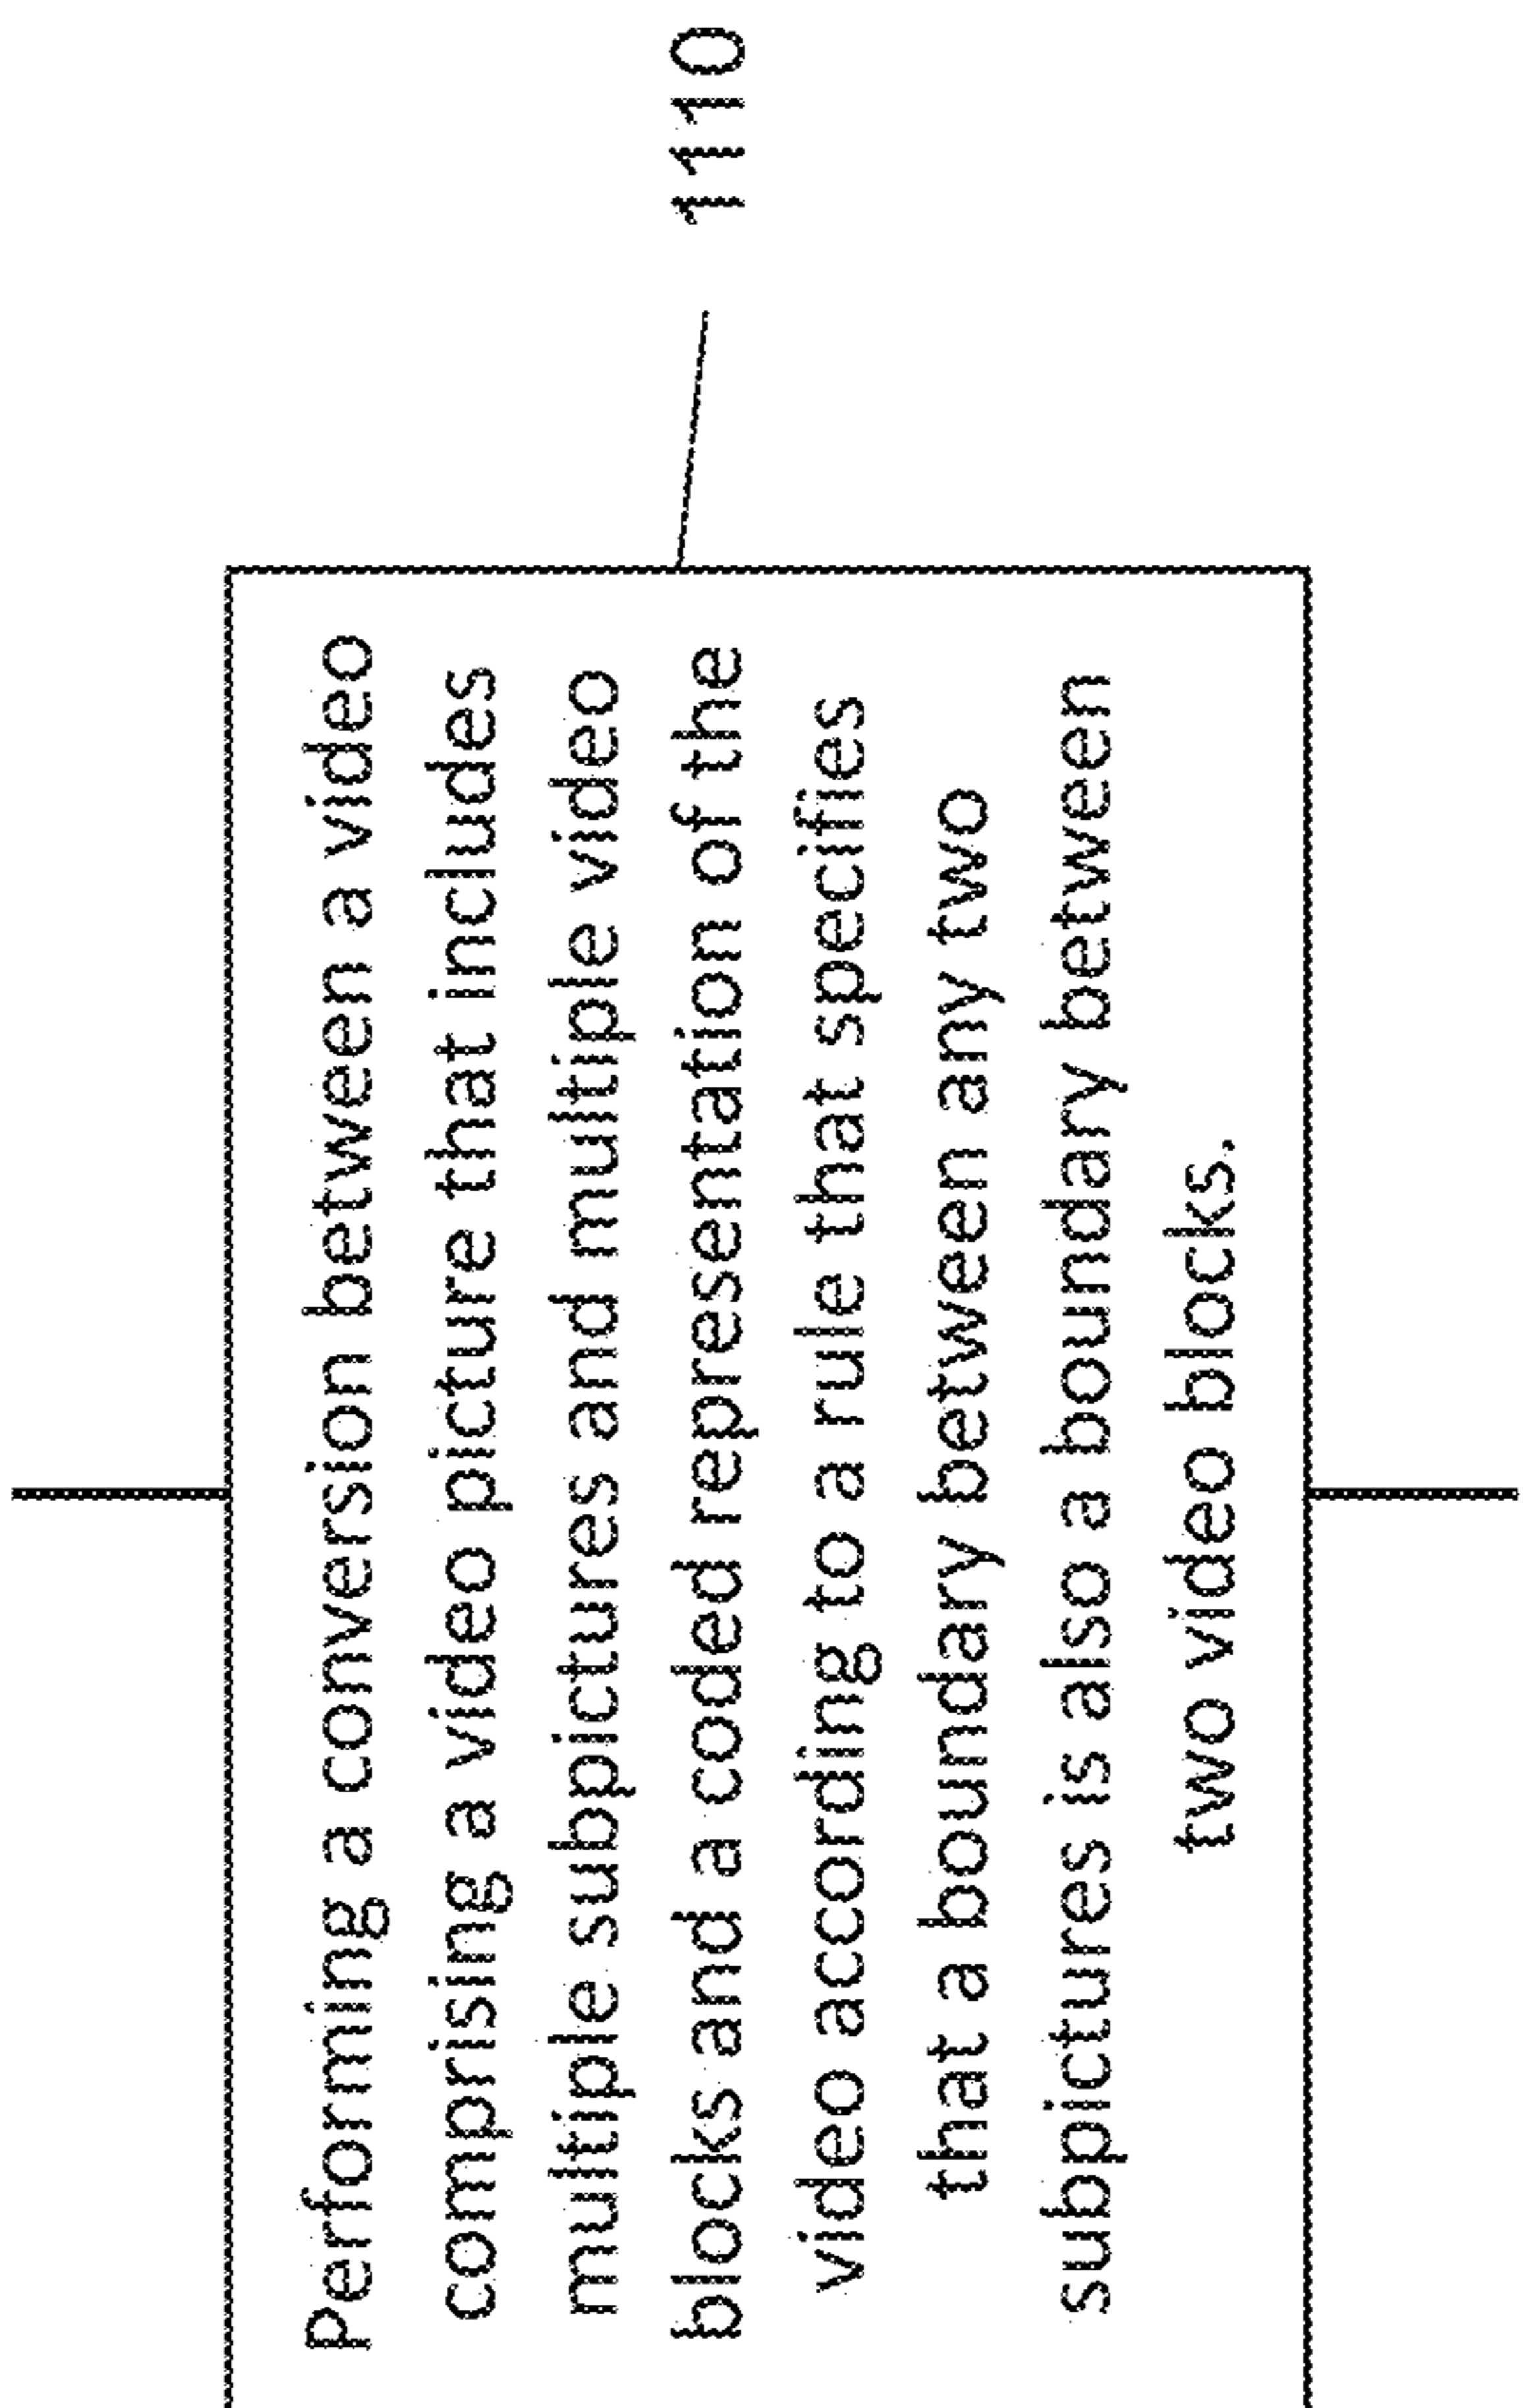 Performing a conversion between a video
comprising a video picture that includes
multiple subpictures and multiple video
blocks and a coded representation of the
video according to a rule that specifies
that a boundary between any two
subpictures is also a boundary between
two video blocks.
1110